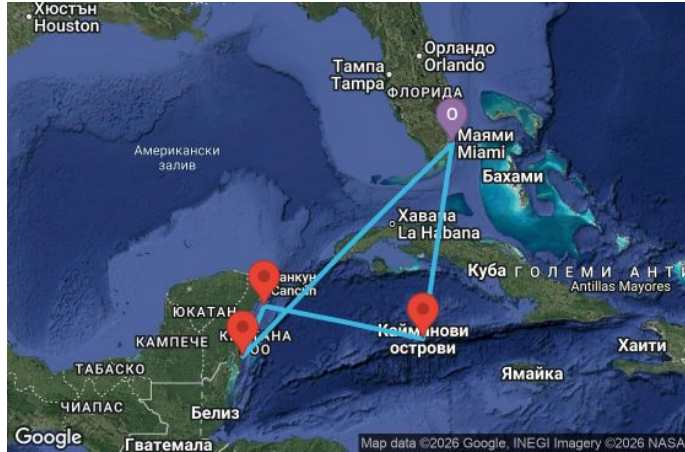 Хюстън
Houston
Орландо
Orlando
Тампа
Tampa
ФЛОРИДА
O
Маями
Miami
Американски
залив
Бахами
Хавана
La Habana
Куба
ГОЛЕМИ АНТИ
Antillas Mayores
анкун
Cancún
ЮКАТАН
КАМПЕЧЕ
Кайманови
острови
Хаити
ТАБАСКО
Ямайка
ЧИАПАС
Белиз
Гватемала
Google
Map data ©2026 Google, INEGI Imagery ©2026 NASA